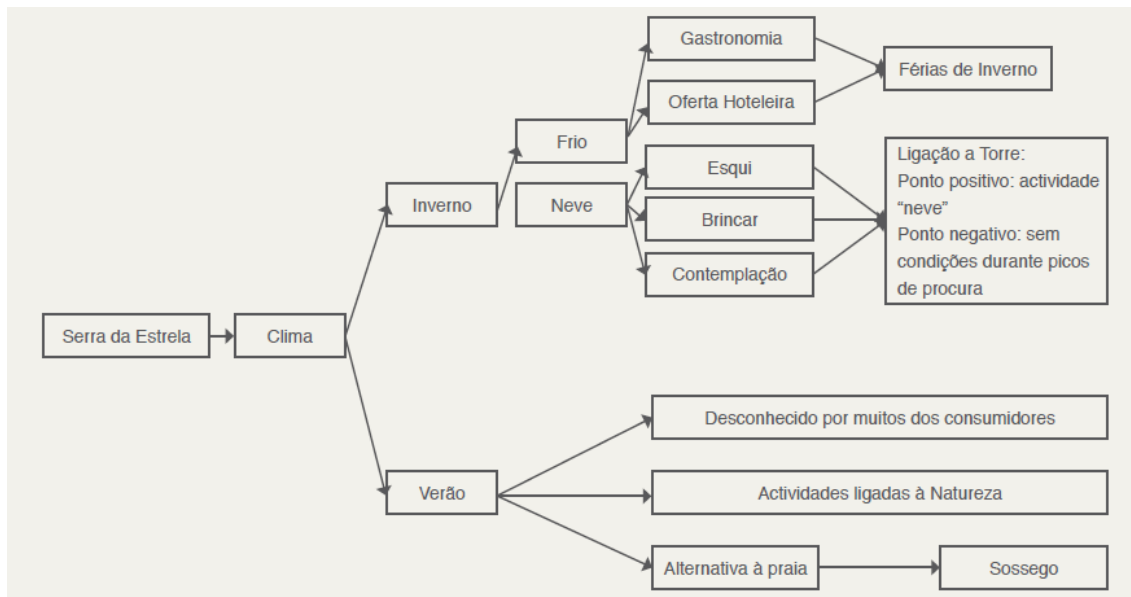 Gastronomia
Férias de Inverno
Oferta Hoteleira
Frio
Ligação a Torre:
Ponto positivo: actividade
“neve”
Ponto negativo: sem
condições durante picos
de procura
Esqui
Inverno
Neve
Brincar
Contemplação
Serra da Estrela
Clima
Desconhecido por muitos dos consumidores
Verão
Actividades ligadas à Natureza
Alternativa à praia
Sossego